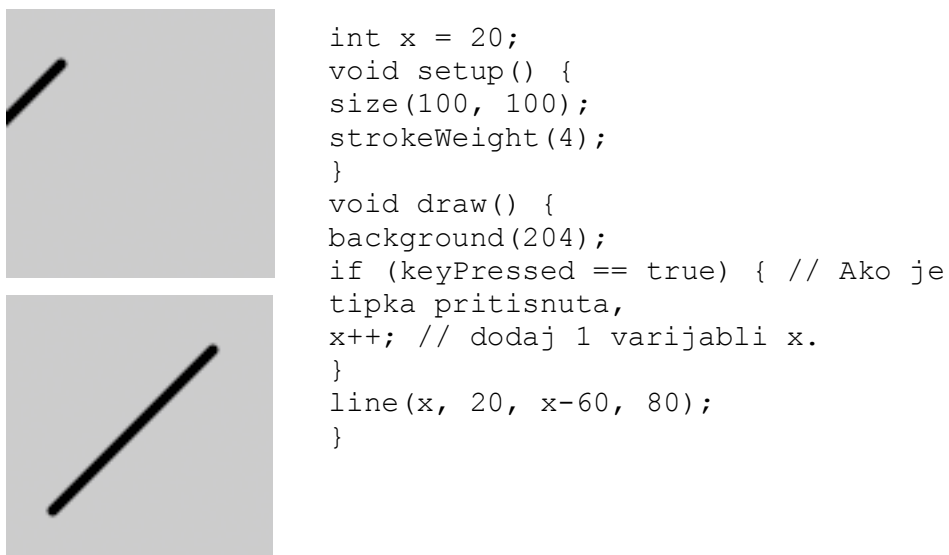 int x = 20;
void setup() {
size(100, 100);
strokeWeight(4);
}
void draw() {
background(204);
if (keyPressed == true) { // Ako je
tipka pritisnuta,
x++; // dodaj 1 varijabli x.
}
line(x, 20, x-60, 80);
}